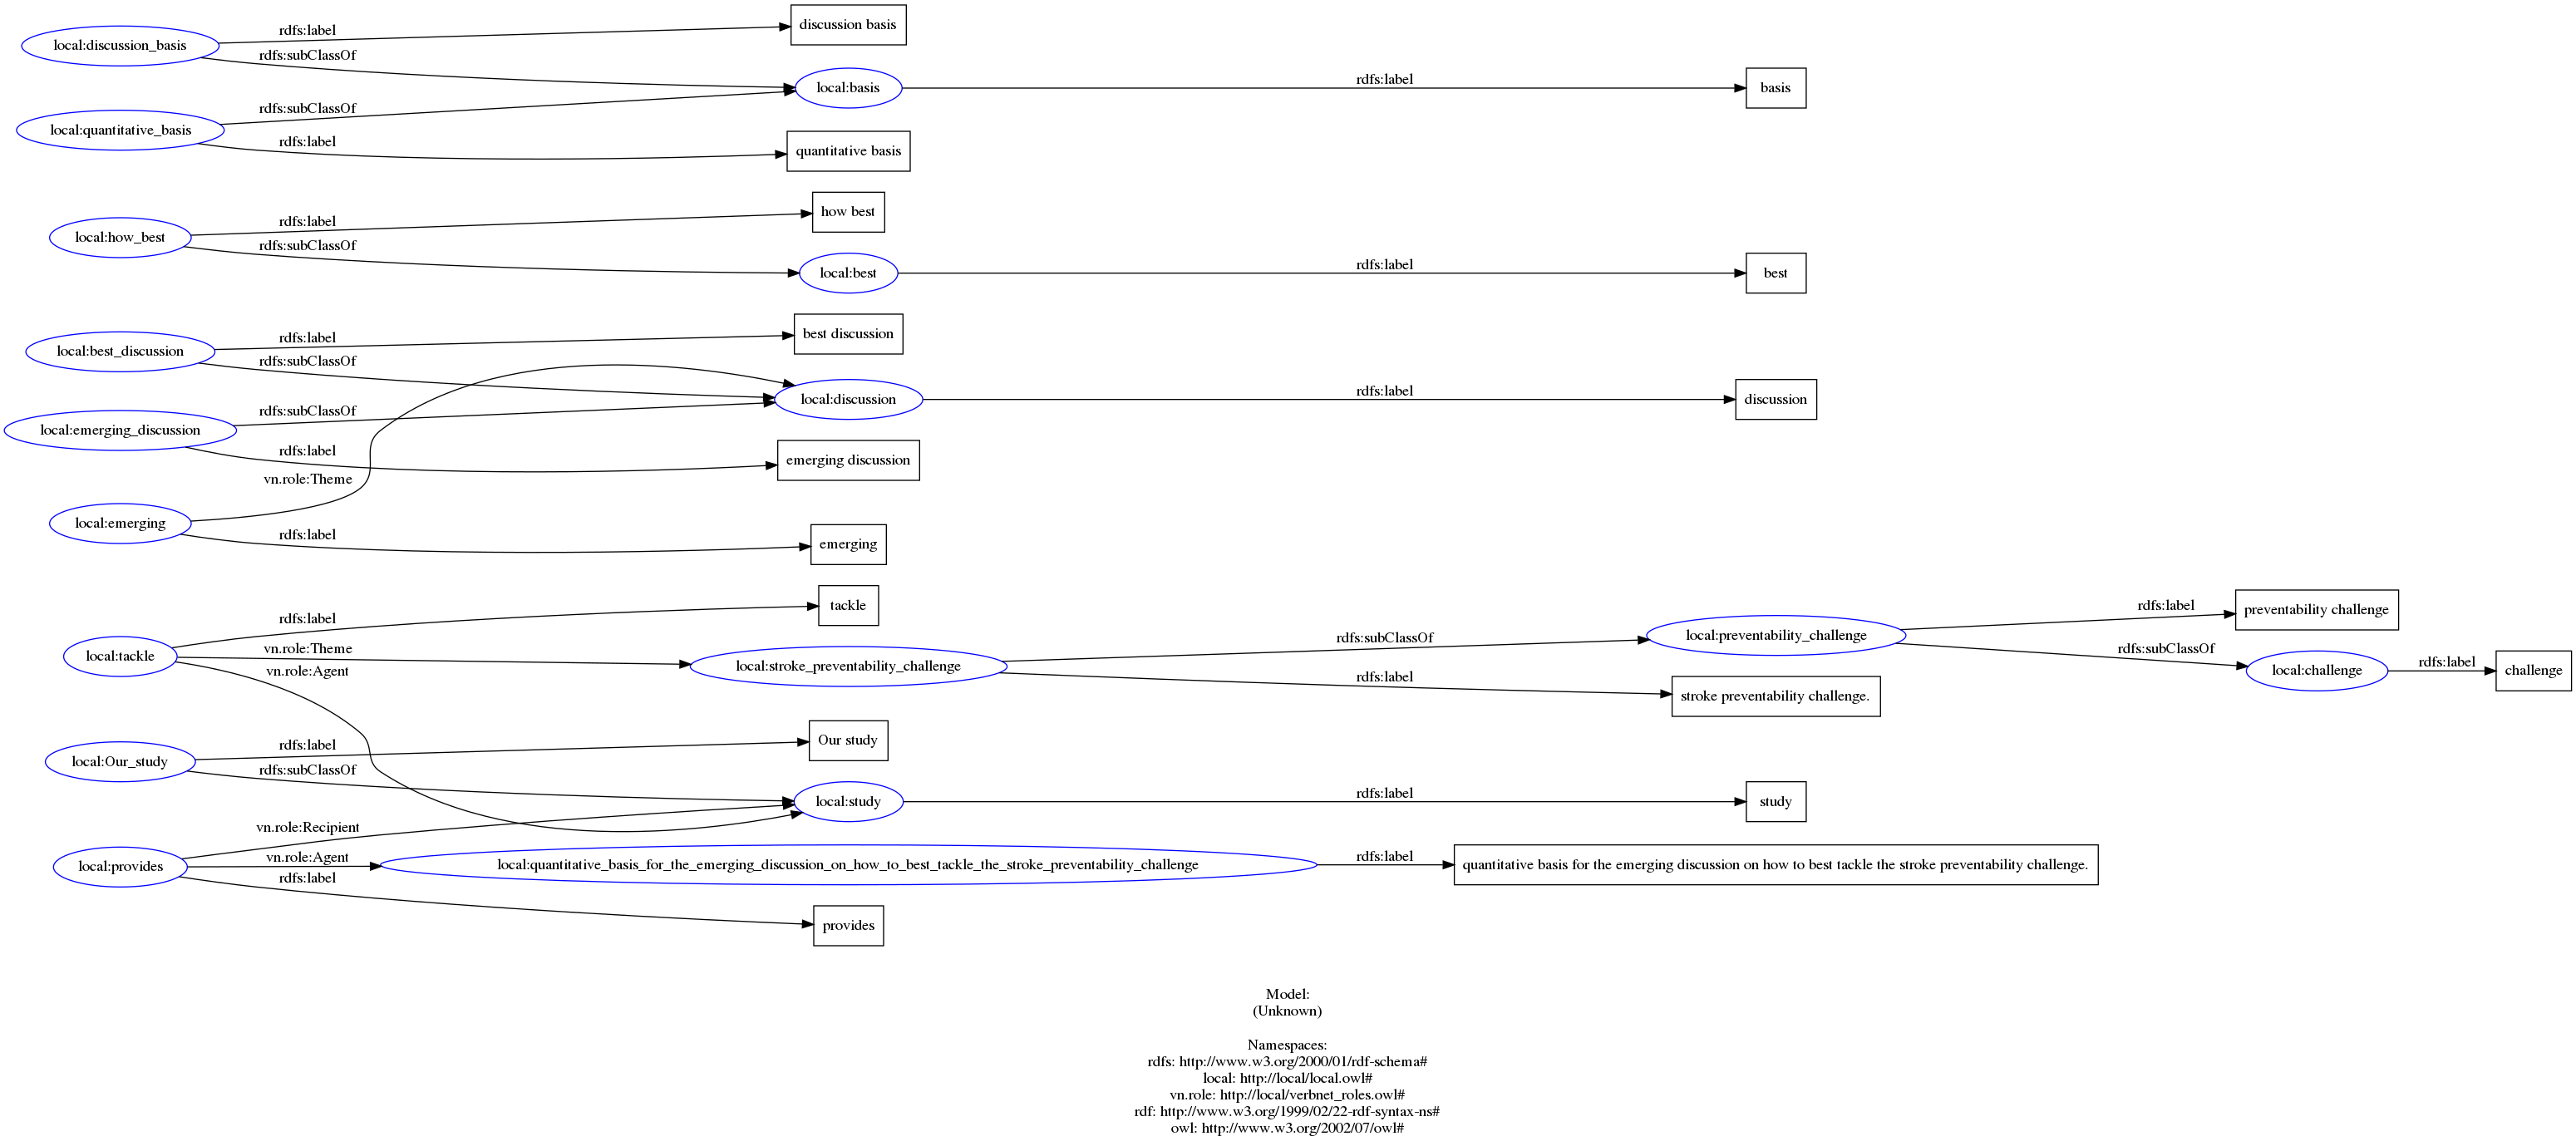 rdfs:label
discussion basis
local:discussion_basis
rdfs:subClassOf
local:basis
rdfs:label
basis
rdfs:subClassOf
local:quantitative_basis
rdfs:label
quantitative basis
rdfs:label
how best
local:how_best
rdfs:subClassOf
local:best
rdfs:label
best
rdfs:label
best discussion
local:best_discussion
rdfs:subClassOf
local:discussion
rdfs:label
discussion
rdfs:subClassOf
local:emerging_discussion
rdfs:label
emerging discussion
vn.role:Theme
local:emerging
rdfs:label
emerging
rdfs:label
tackle
local:tackle
vn.role:Theme
vn.role:Agent
local:stroke_preventability_challenge
rdfs:subClassOf
local:preventability_challenge
rdfs:label
preventability challenge
rdfs:subClassOf
local:challenge
rdfs:label
challenge
rdfs:label
stroke preventability challenge.
rdfs:label
Our study
local:Our_study
rdfs:subClassOf
local:study
rdfs:label
study
vn.role:Recipient
local:provides
vn.role:Agent
local:quantitative_basis_for_the_emerging_discussion_on_how_to_best_tackle_the_stroke_preventability_challenge
rdfs:label
quantitative basis for the emerging discussion on how to best tackle the stroke preventability challenge.
rdfs:label
provides
Model:
(Unknown)
Namespaces:
rdfs: http://www.w3.org/2000/01/rdf-schema#
local: http://local/local.owl#
vn.role: http://local/verbnet_roles.owl#
rdf: http://www.w3.org/1999/02/22-rdf-syntax-ns#
owl: http://www.w3.org/2002/07/owl#